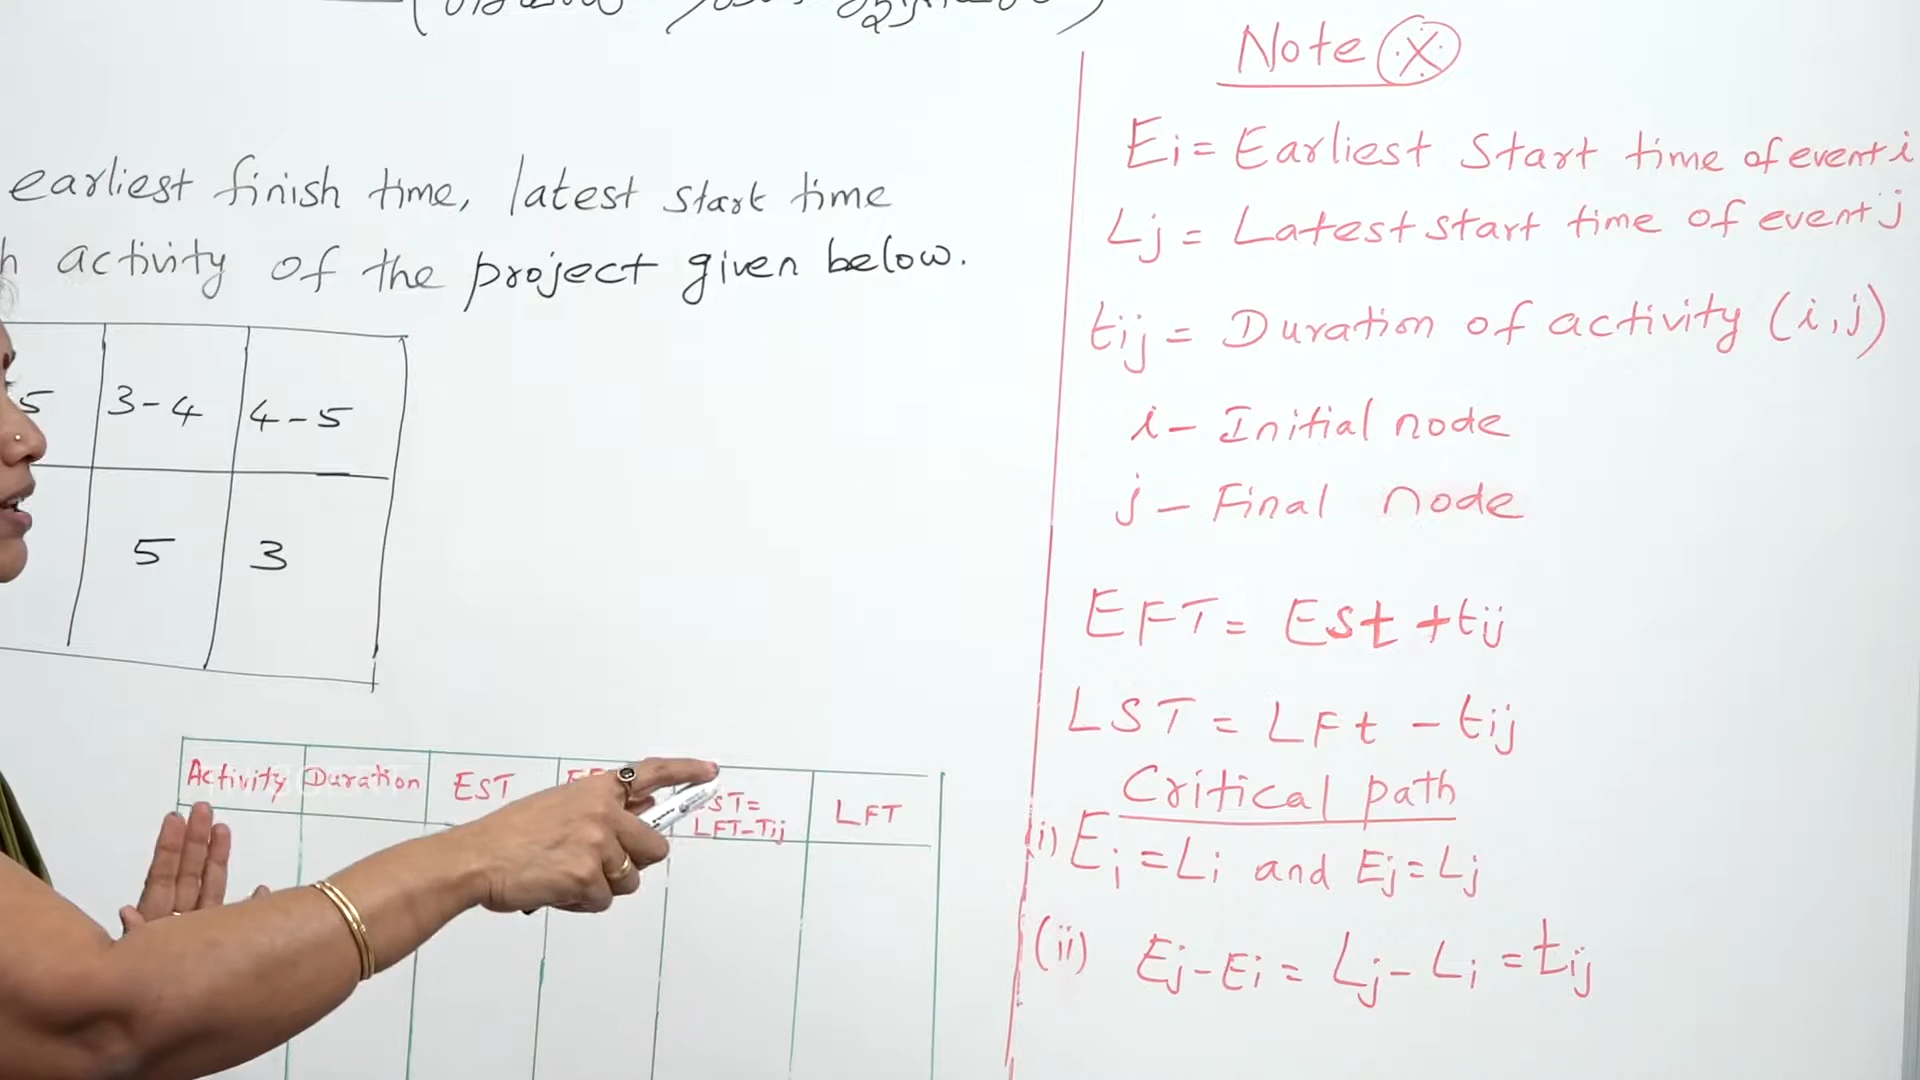 earliest finish time, latest start time
h activity of the project given below.
5 3-4 4-5
5 3
Activity Duration EST ST= LFT-Tij LFT
Note
Ei = Earliest Start time of event i
Lj = Latest start time of event j
tij = Duration of activity (i,j)
i - Initial node
j - Final node
EFT = Est + tij
LST = LFt - tij
Critical path
i) Ei = Li and Ej = Lj
(ii) Ej - Ei = Lj - Li = tij